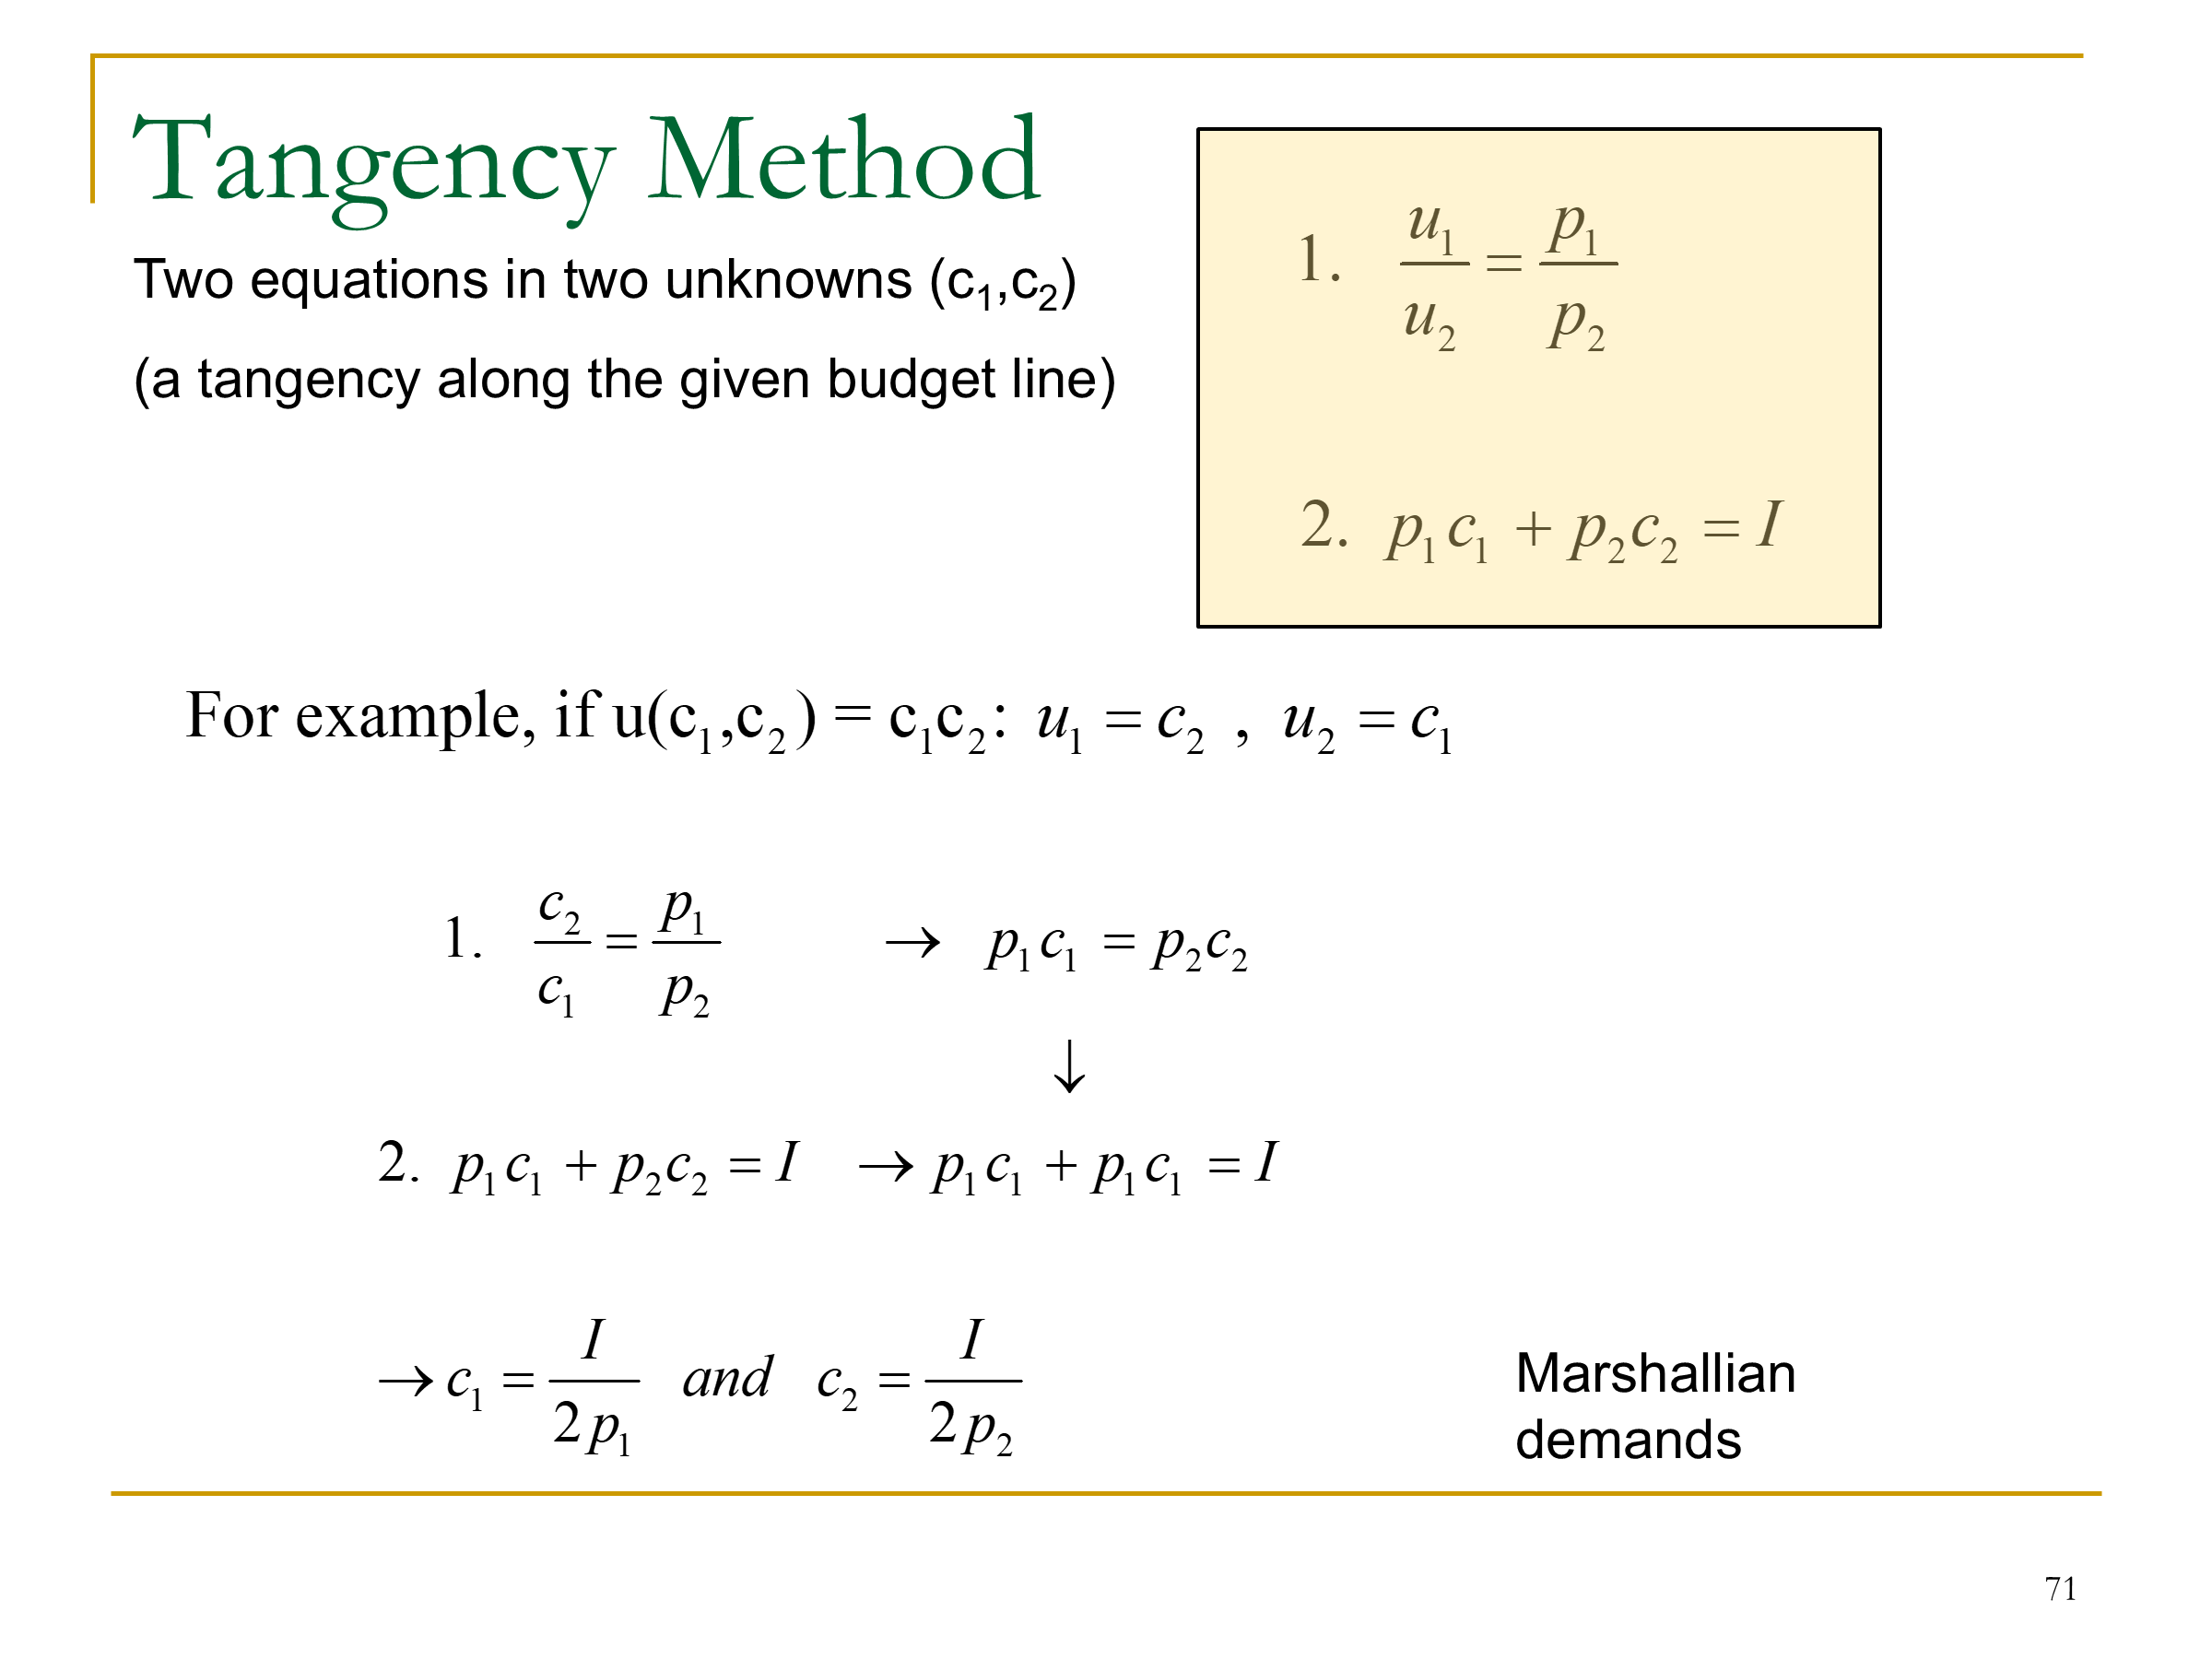 Tangency Method
Two equations in two unknowns (c₁,c₂)
(a tangency along the given budget line)
1. u₁/u₂ = p₁/p₂
2. p₁c₁ + p₂c₂ = I
For example, if u(c₁,c₂) = c₁c₂: u₁ = c₂ , u₂ = c₁
1. c₂/c₁ = p₁/p₂ → p₁c₁ = p₂c₂
↓
2. p₁c₁ + p₂c₂ = I → p₁c₁ + p₁c₁ = I
→ c₁ = I/2p₁ and c₂ = I/2p₂
Marshallian
demands
71